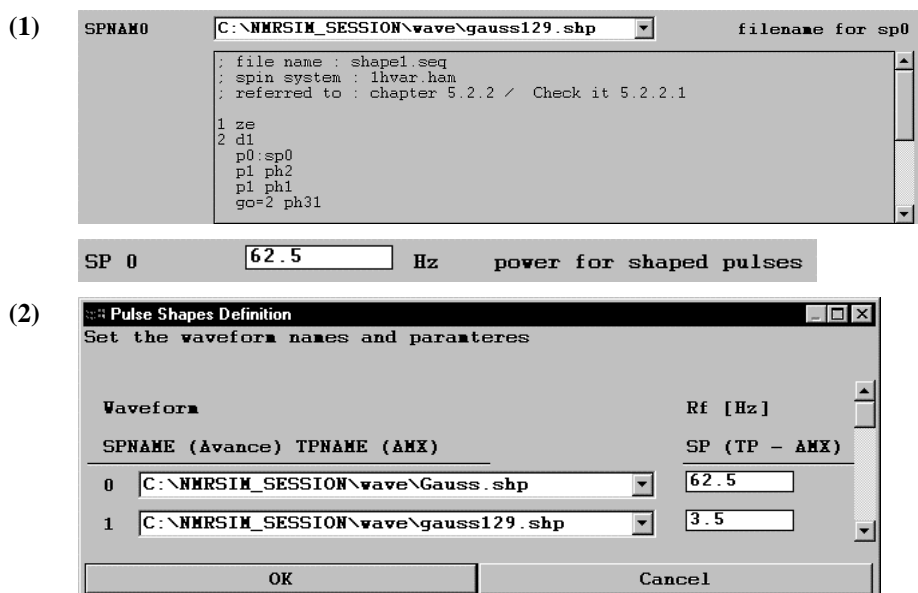 (1)
SPNAM0 C:\NMRSIM_SESSION\wave\gauss129.shp filename for sp0
; file name : shape1.seq
; spin system : 1hvar.ham
; referred to : chapter 5.2.2 / Check it 5.2.2.1
1 ze
2 d1
p0:sp0
p1 ph2
p1 ph1
go=2 ph31
SP 0 62.5 Hz power for shaped pulses
(2)
Pulse Shapes Definition
Set the waveform names and paramteres
Waveform Rf [Hz]
SPNAME (Avance) TPNAME (AMX) SP (TP - AMX)
0 C:\NMRSIM_SESSION\wave\Gauss.shp 62.5
1 C:\NMRSIM_SESSION\wave\gauss129.shp 3.5
OK Cancel